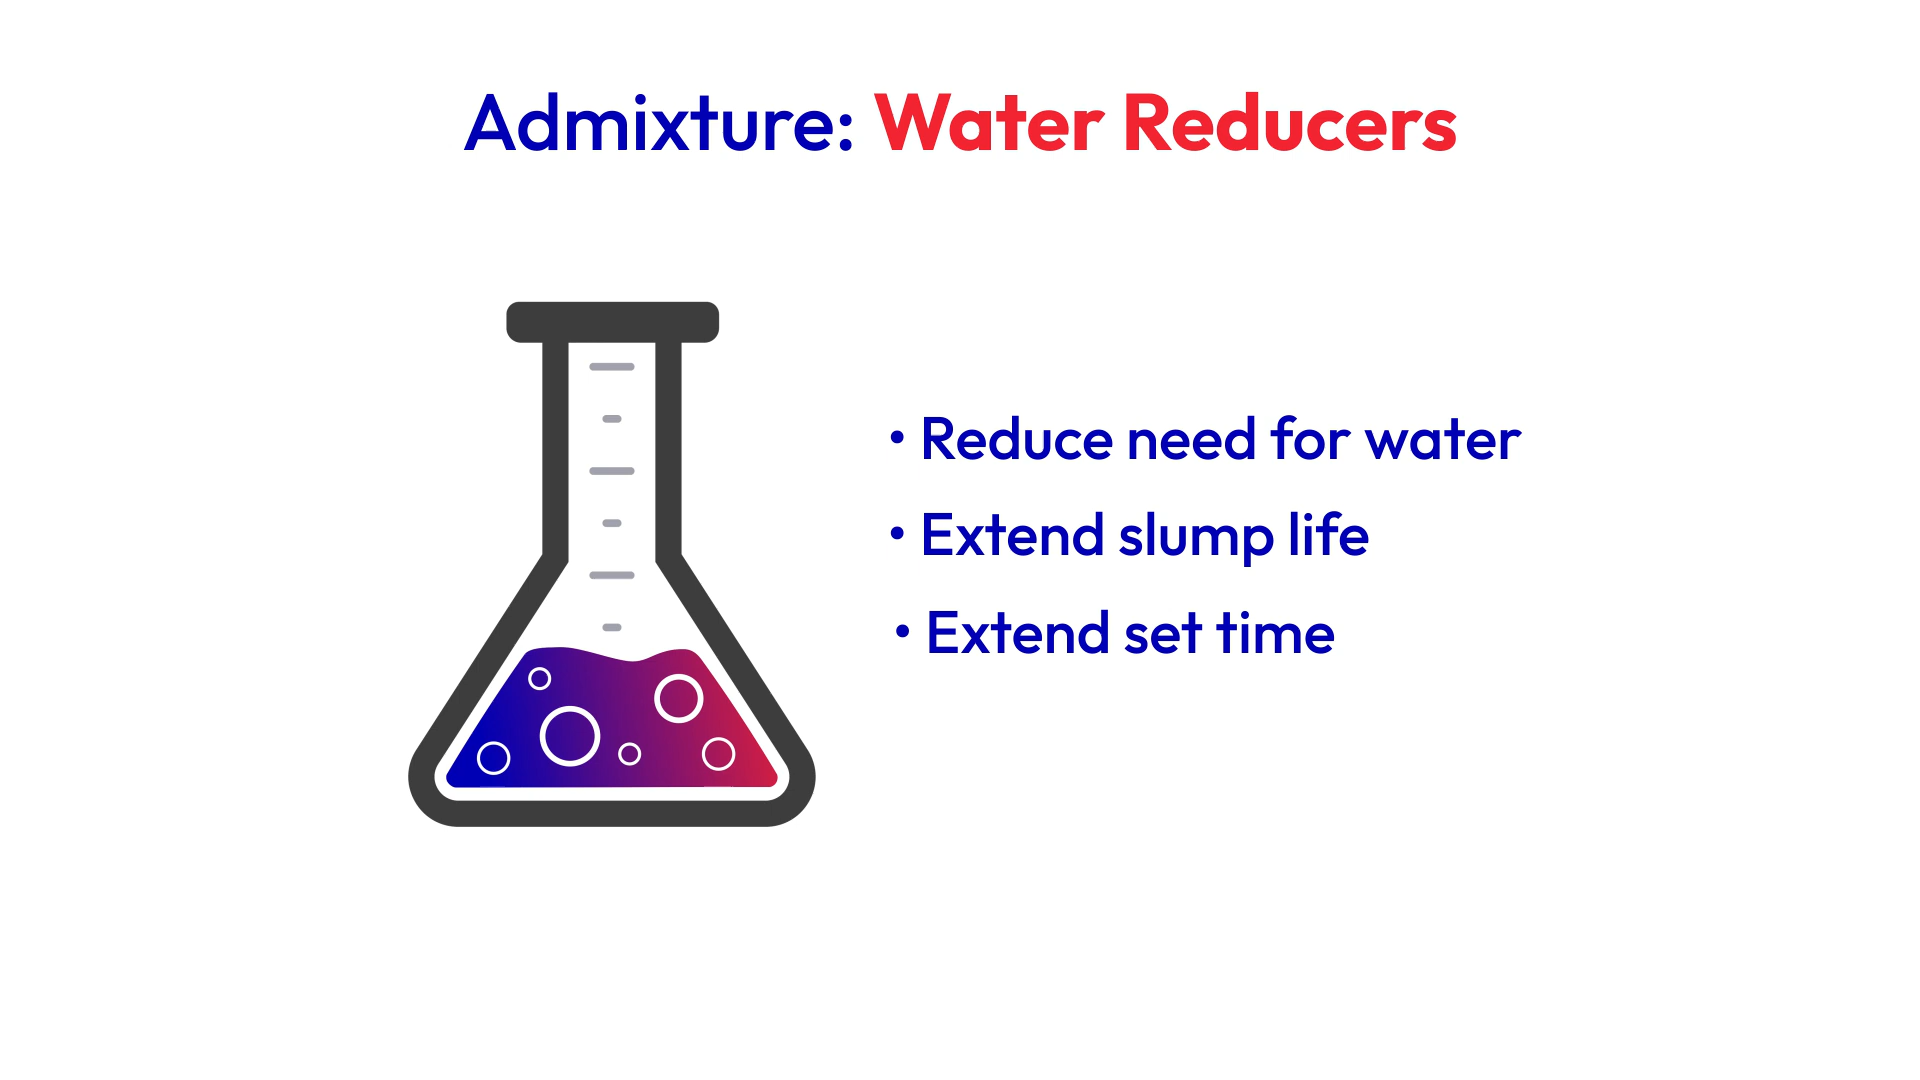 Admixture: Water Reducers
• Reduce need for water
• Extend slump life
• Extend set time